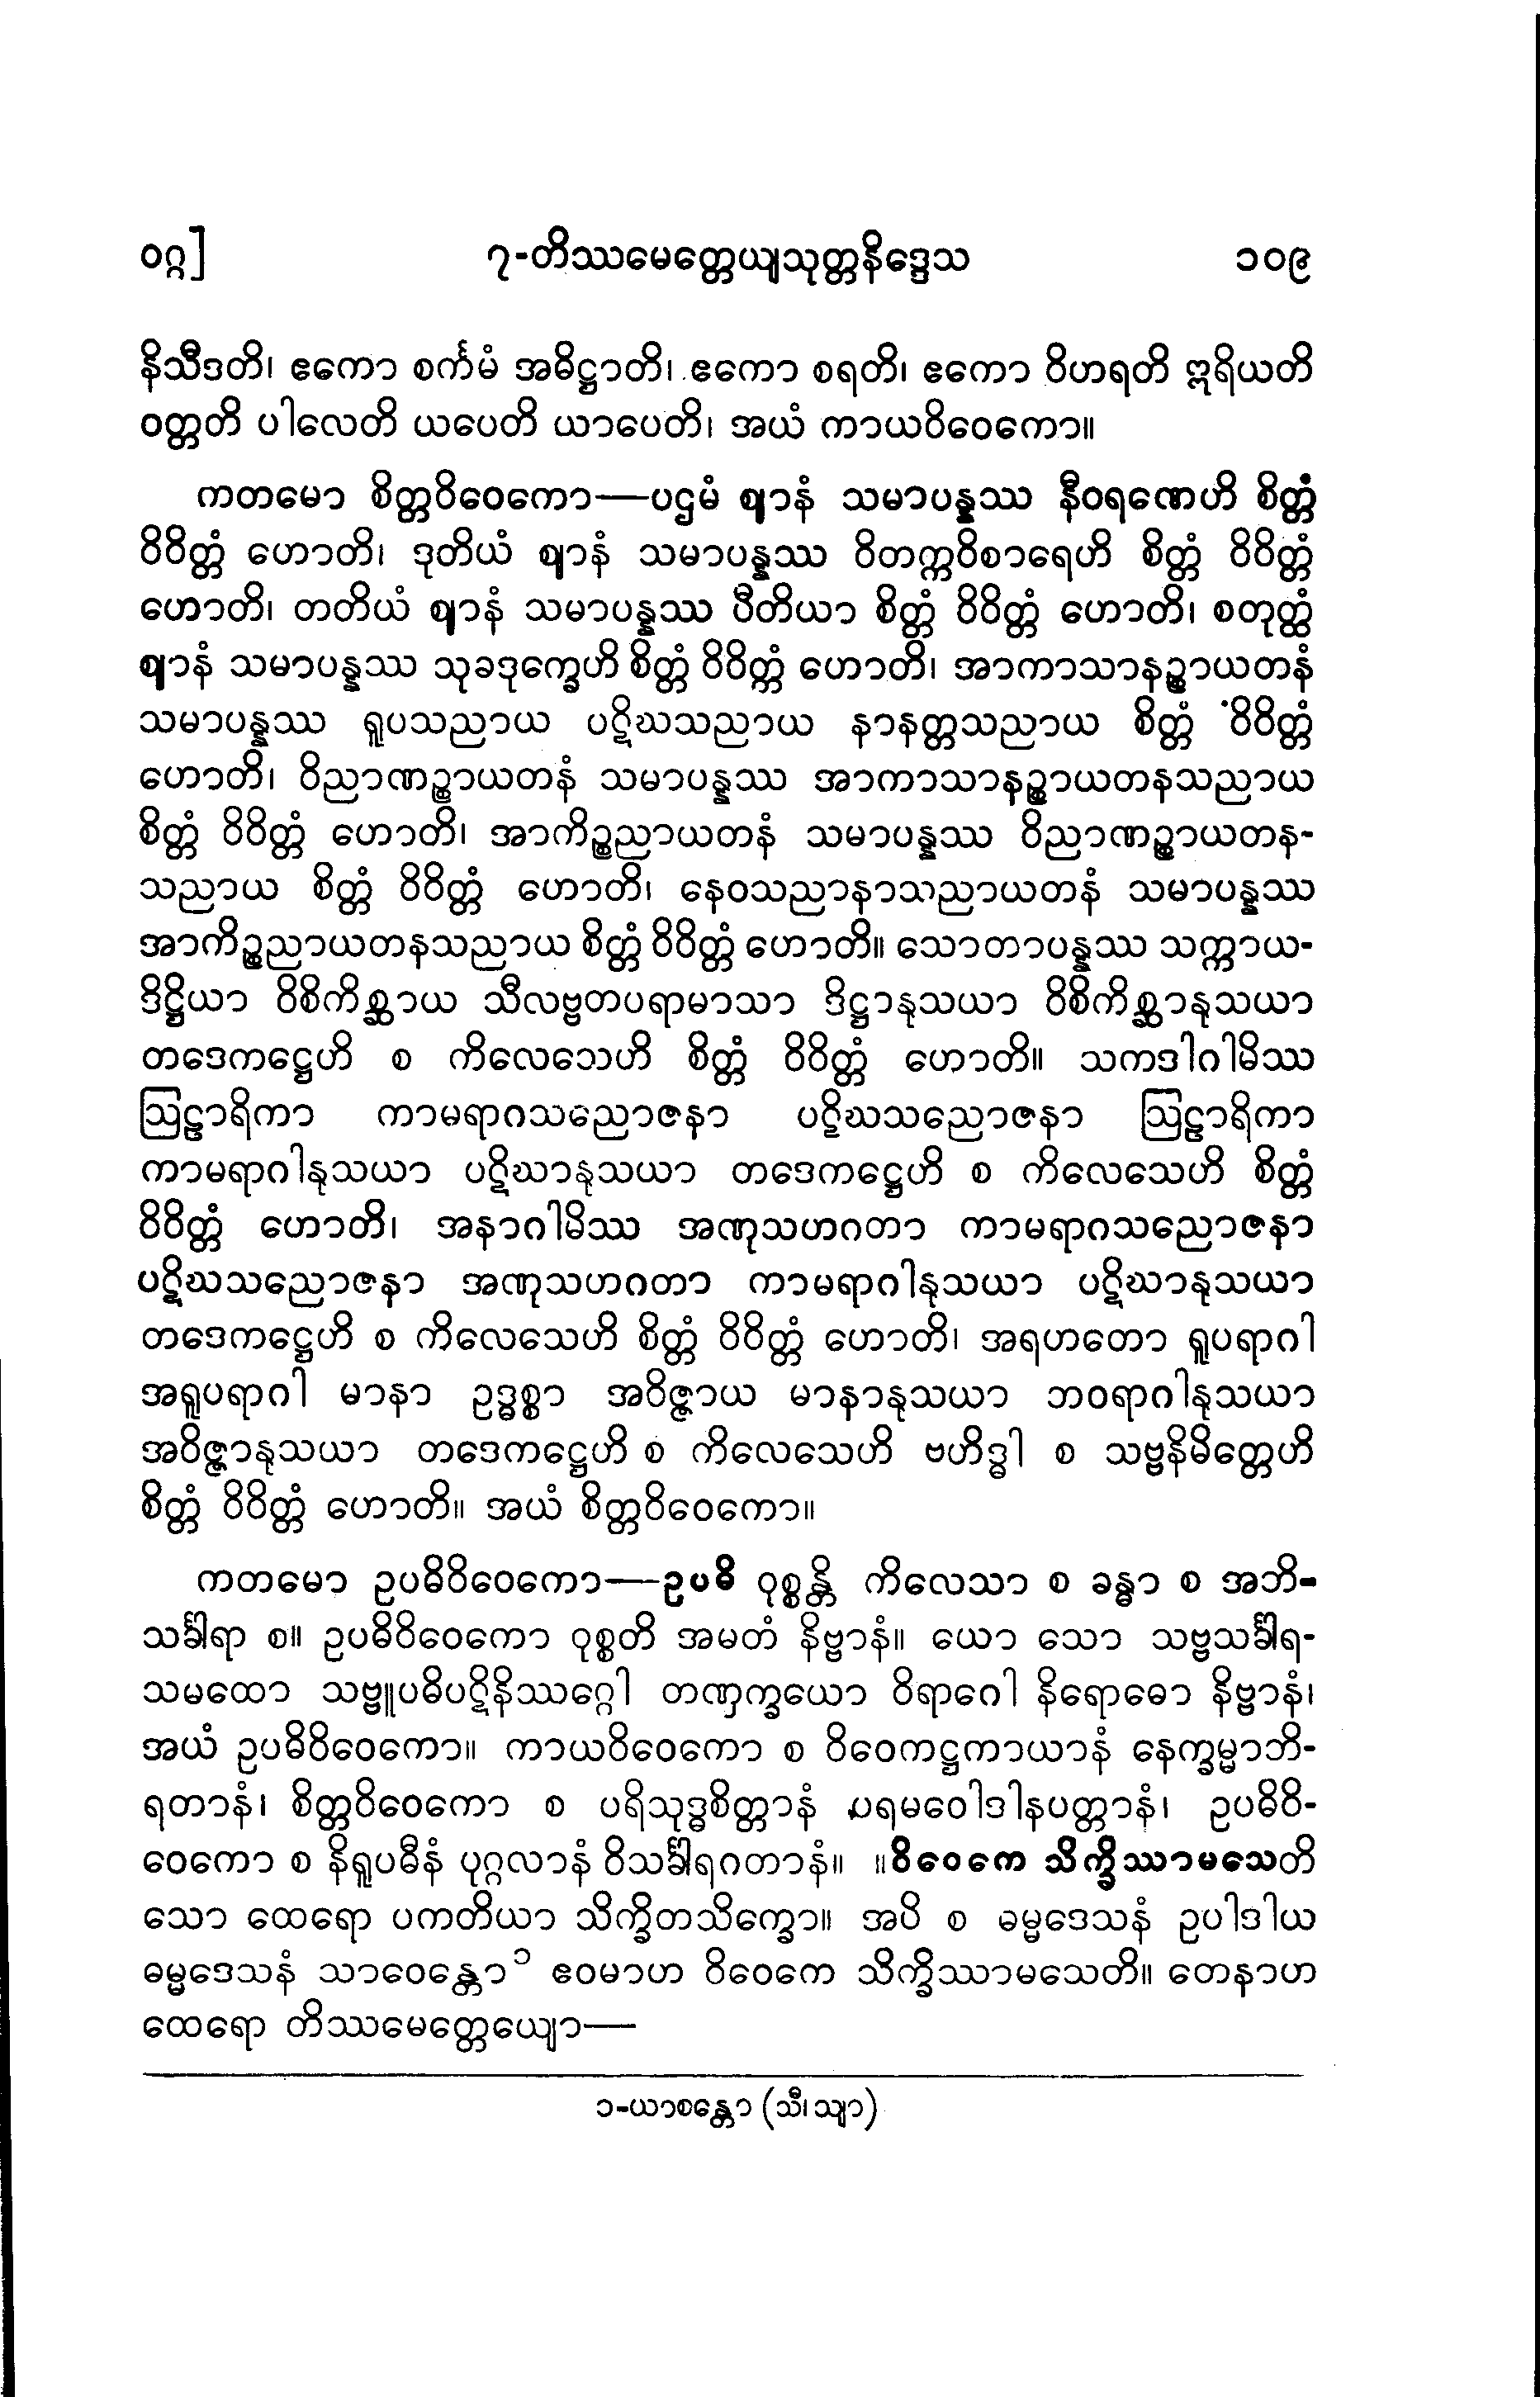 ဝဂ္ဂ] ၇-တိဿမေတ္တေယျသုတ္တနိဒ္ဒေသ ၁၀၉
နိသီဒတိ၊ ဧကော စင်္ကမံ အဓိဋ္ဌာတိ၊ ဧကော စရတိ၊ ဧကော ဝိဟရတိ ဣရိယတိ
ဝတ္တတိ ပါလေတိ ယပေတိ ယာပေတိ၊ အယံ ကာယဝိဝေကော။
ကတမော စိတ္တဝိဝေကော—ပဌမံ ဈာနံ သမာပန္နဿ နီဝရဏေဟိ စိတ္တံ
ဝိဝိတ္တံ ဟောတိ၊ ဒုတိယံ ဈာနံ သမာပန္နဿ ဝိတက္ကဝိစာရေဟိ စိတ္တံ ဝိဝိတ္တံ
ဟောတိ၊ တတိယံ ဈာနံ သမာပန္နဿ ပီတိယာ စိတ္တံ ဝိဝိတ္တံ ဟောတိ၊ စတုတ္ထံ
ဈာနံ သမာပန္နဿ သုခဒုက္ခေဟိ စိတ္တံ ဝိဝိတ္တံ ဟောတိ၊ အာကာသာနဉ္စာယတနံ
သမာပန္နဿ ရူပသညာယ ပဋိဃသညာယ နာနတ္တသညာယ စိတ္တံ ဝိဝိတ္တံ
ဟောတိ၊ ဝိညာဏဉ္စာယတနံ သမာပန္နဿ အာကာသာနဉ္စာယတနသညာယ
စိတ္တံ ဝိဝိတ္တံ ဟောတိ၊ အာကိဉ္စညာယတနံ သမာပန္နဿ ဝိညာဏဉ္စာယတန-
သညာယ စိတ္တံ ဝိဝိတ္တံ ဟောတိ၊ နေဝသညာနာသညာယတနံ သမာပန္နဿ
အာကိဉ္စညာယတနသညာယ စိတ္တံ ဝိဝိတ္တံ ဟောတိ။ သောတာပန္နဿ သက္ကာယ-
ဒိဋ္ဌိယာ ဝိစိကိစ္ဆာယ သီလဗ္ဗတပရာမာသာ ဒိဋ္ဌာနုသယာ ဝိစိကိစ္ဆာနုသယာ
တဒေကဋ္ဌေဟိ စ ကိလေသေဟိ စိတ္တံ ဝိဝိတ္တံ ဟောတိ။ သကဒါဂါမိဿ
ဩဠာရိကာ ကာမရာဂသညောဇနာ ပဋိဃသညောဇနာ ဩဠာရိကာ
ကာမရာဂါနုသယာ ပဋိဃာနုသယာ တဒေကဋ္ဌေဟိ စ ကိလေသေဟိ စိတ္တံ
ဝိဝိတ္တံ ဟောတိ၊ အနာဂါမိဿ အဏုသဟဂတာ ကာမရာဂသညောဇနာ
ပဋိဃသညောဇနာ အဏုသဟဂတာ ကာမရာဂါနုသယာ ပဋိဃာနုသယာ
တဒေကဋ္ဌေဟိ စ ကိလေသေဟိ စိတ္တံ ဝိဝိတ္တံ ဟောတိ၊ အရဟတော ရူပရာဂါ
အရူပရာဂါ မာနာ ဥဒ္ဓစ္စာ အဝိဇ္ဇာယ မာနာနုသယာ ဘဝရာဂါနုသယာ
အဝိဇ္ဇာနုသယာ တဒေကဋ္ဌေဟိ စ ကိလေသေဟိ ဗဟိဒ္ဓါ စ သဗ္ဗနိမိတ္တေဟိ
စိတ္တံ ဝိဝိတ္တံ ဟောတိ။ အယံ စိတ္တဝိဝေကော။
ကတမော ဥပဓိဝိဝေကော—ဥပဓိ ဝုစ္စန္တိ ကိလေသာ စ ခန္ဓာ စ အဘိ-
သင်္ခါရာ စ။ ဥပဓိဝိဝေကော ဝုစ္စတိ အမတံ နိဗ္ဗာနံ။ ယော သော သဗ္ဗသင်္ခါရ-
သမထော သဗ္ဗူပဓိပဋိနိဿဂ္ဂေါ တဏှက္ခယော ဝိရာဂေါ နိရောဓော နိဗ္ဗာနံ၊
အယံ ဥပဓိဝိဝေကော။ ကာယဝိဝေကော စ ဝိဝေကဋ္ဌကာယာနံ နေက္ခမ္မာဘိ-
ရတာနံ၊ စိတ္တဝိဝေကော စ ပရိသုဒ္ဓစိတ္တာနံ ပရမဝေါဒါနပတ္တာနံ၊ ဥပဓိဝိ-
ဝေကော စ နိရူပဓီနံ ပုဂ္ဂလာနံ ဝိသင်္ခါရဂတာနံ။ ။ဝိဝေကေ သိက္ခိဿာမသေတိ
သော ထေရော ပကတိယာ သိက္ခိတသိက္ခော။ အပိ စ ဓမ္မဒေသနံ ဥပါဒါယ
ဓမ္မဒေသနံ သာဝေန္တော ၁ ဧဝမာဟ ဝိဝေကေ သိက္ခိဿာမသေတိ။ တေနာဟ
ထေရော တိဿမေတ္တေယျော—
၁-ယာစန္တော (သီ၊ သျာ)